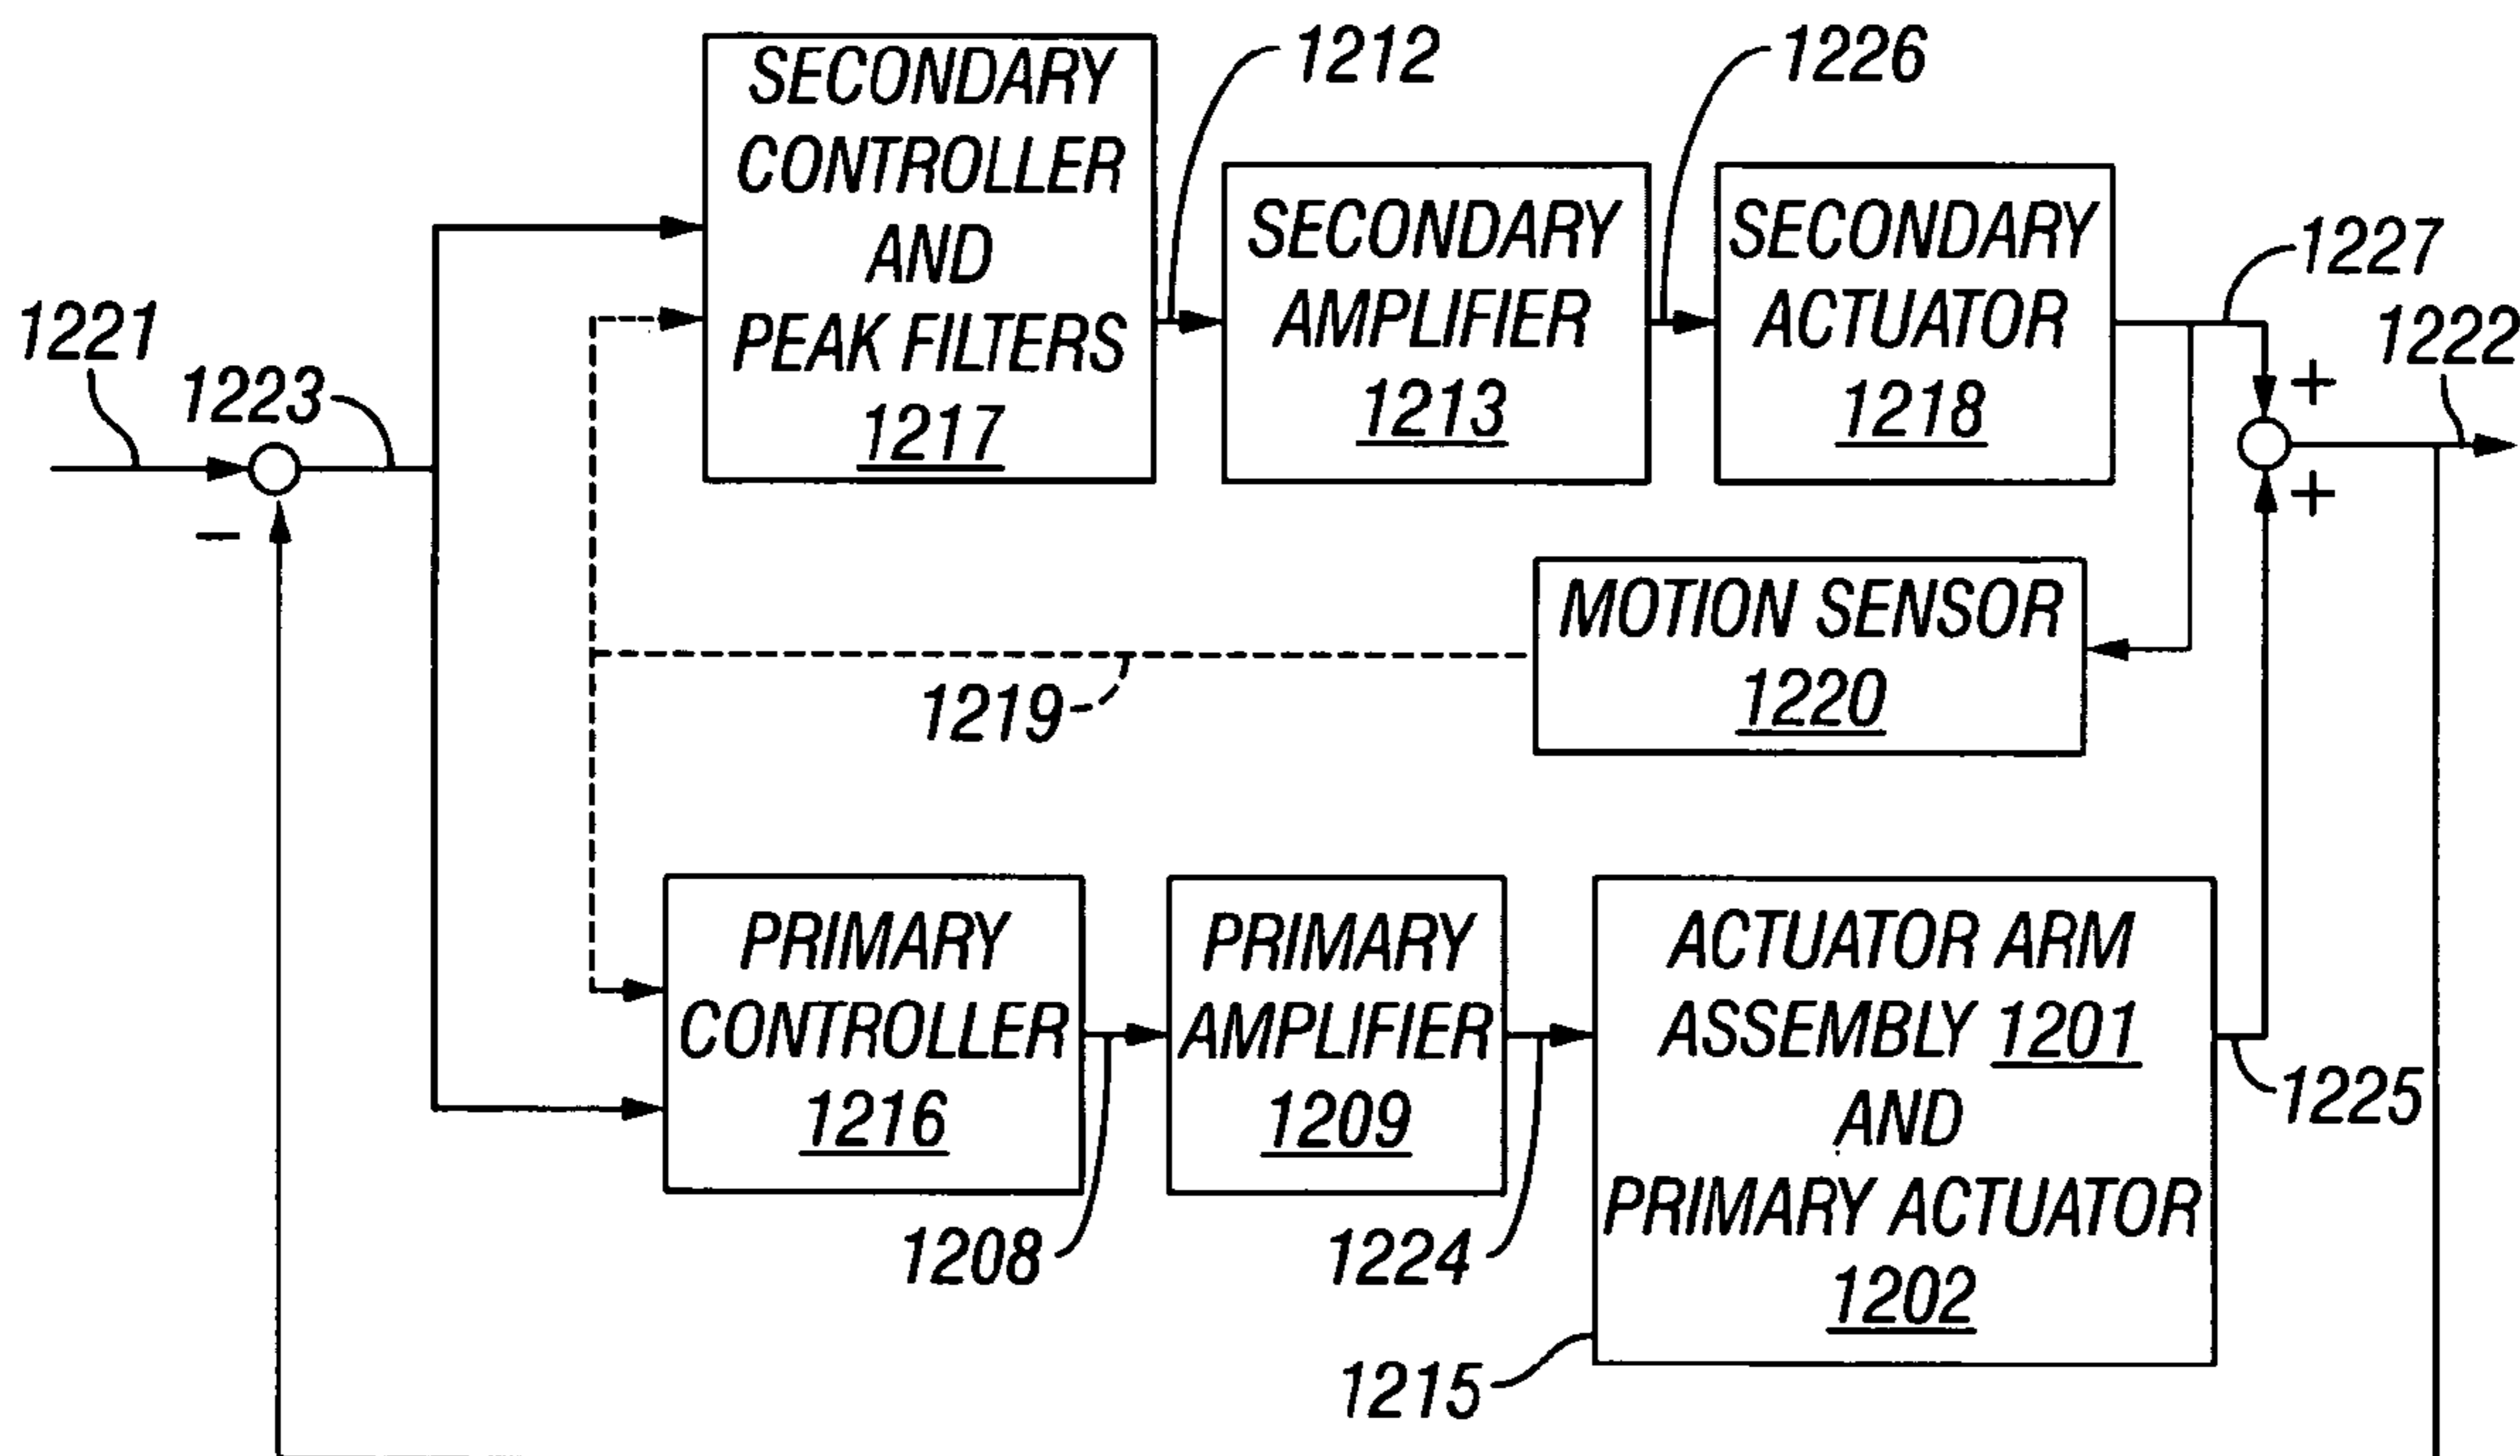 1212
1226
SECONDARY
CONTROLLER
AND
PEAK FILTERS
1217
SECONDARY
AMPLIFIER
1213
SECONDARY
ACTUATOR
1218
1227
1222
1221
1223
+
+
−
MOTION SENSOR
1220
1219
PRIMARY
CONTROLLER
1216
PRIMARY
AMPLIFIER
1209
ACTUATOR ARM
ASSEMBLY 1201
AND
PRIMARY ACTUATOR
1202
1225
1208
1224
1215